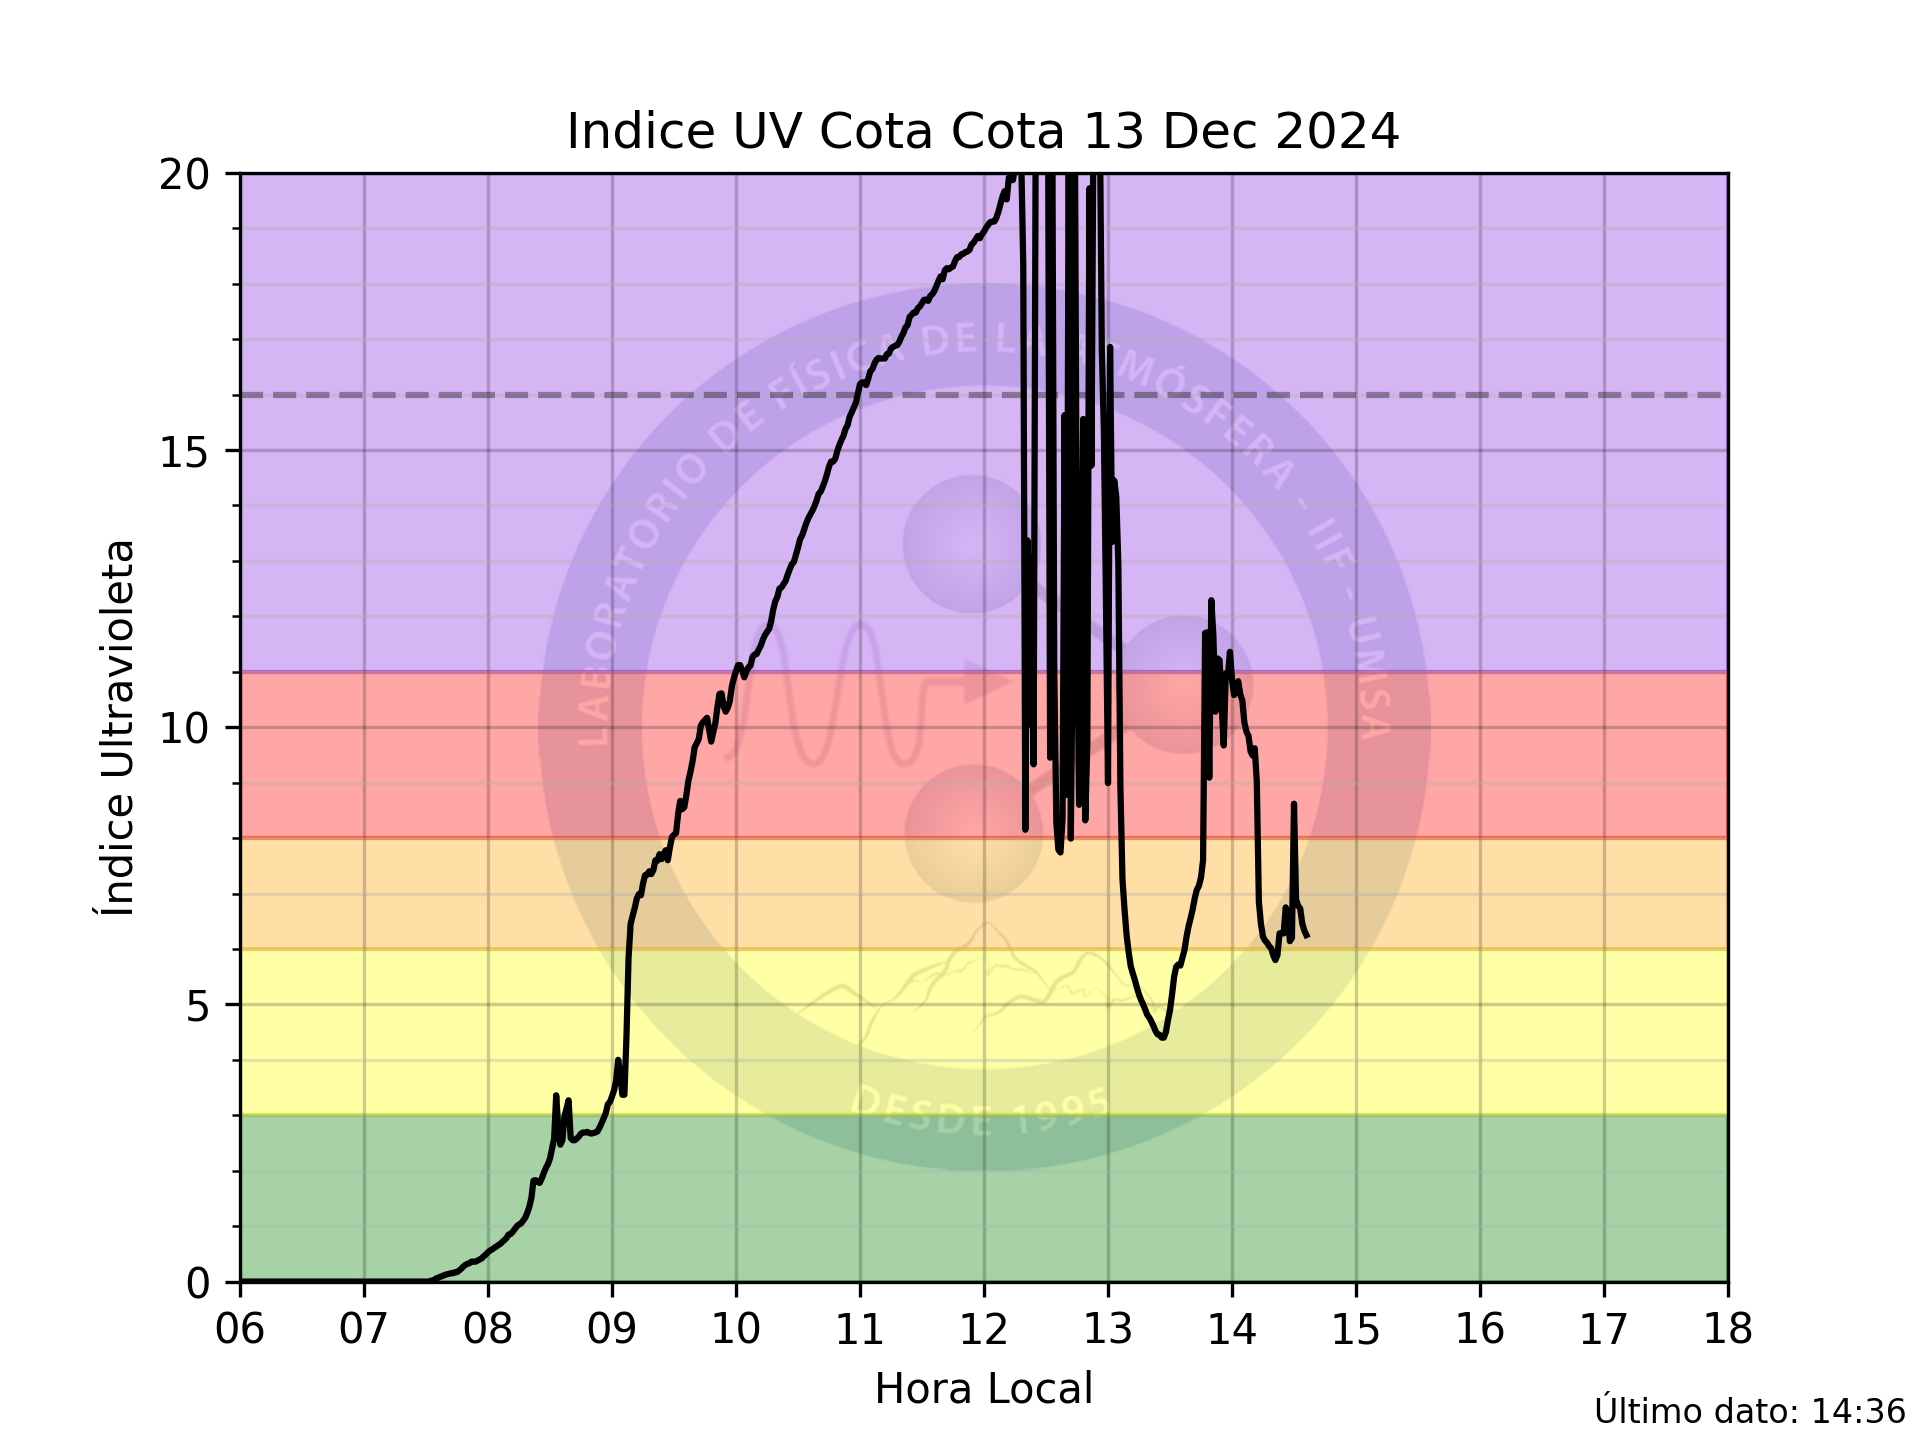 Indice UV Cota Cota 13 Dec 2024
20
15
10
5
0
Índice Ultravioleta
LABORATORIO DE FÍSICA DE LA ATMÓSFERA - IIF - UMSA
DESDE 1995
06 07 08 09 10 11 12 13 14 15 16 17 18
Hora Local
Último dato: 14:36